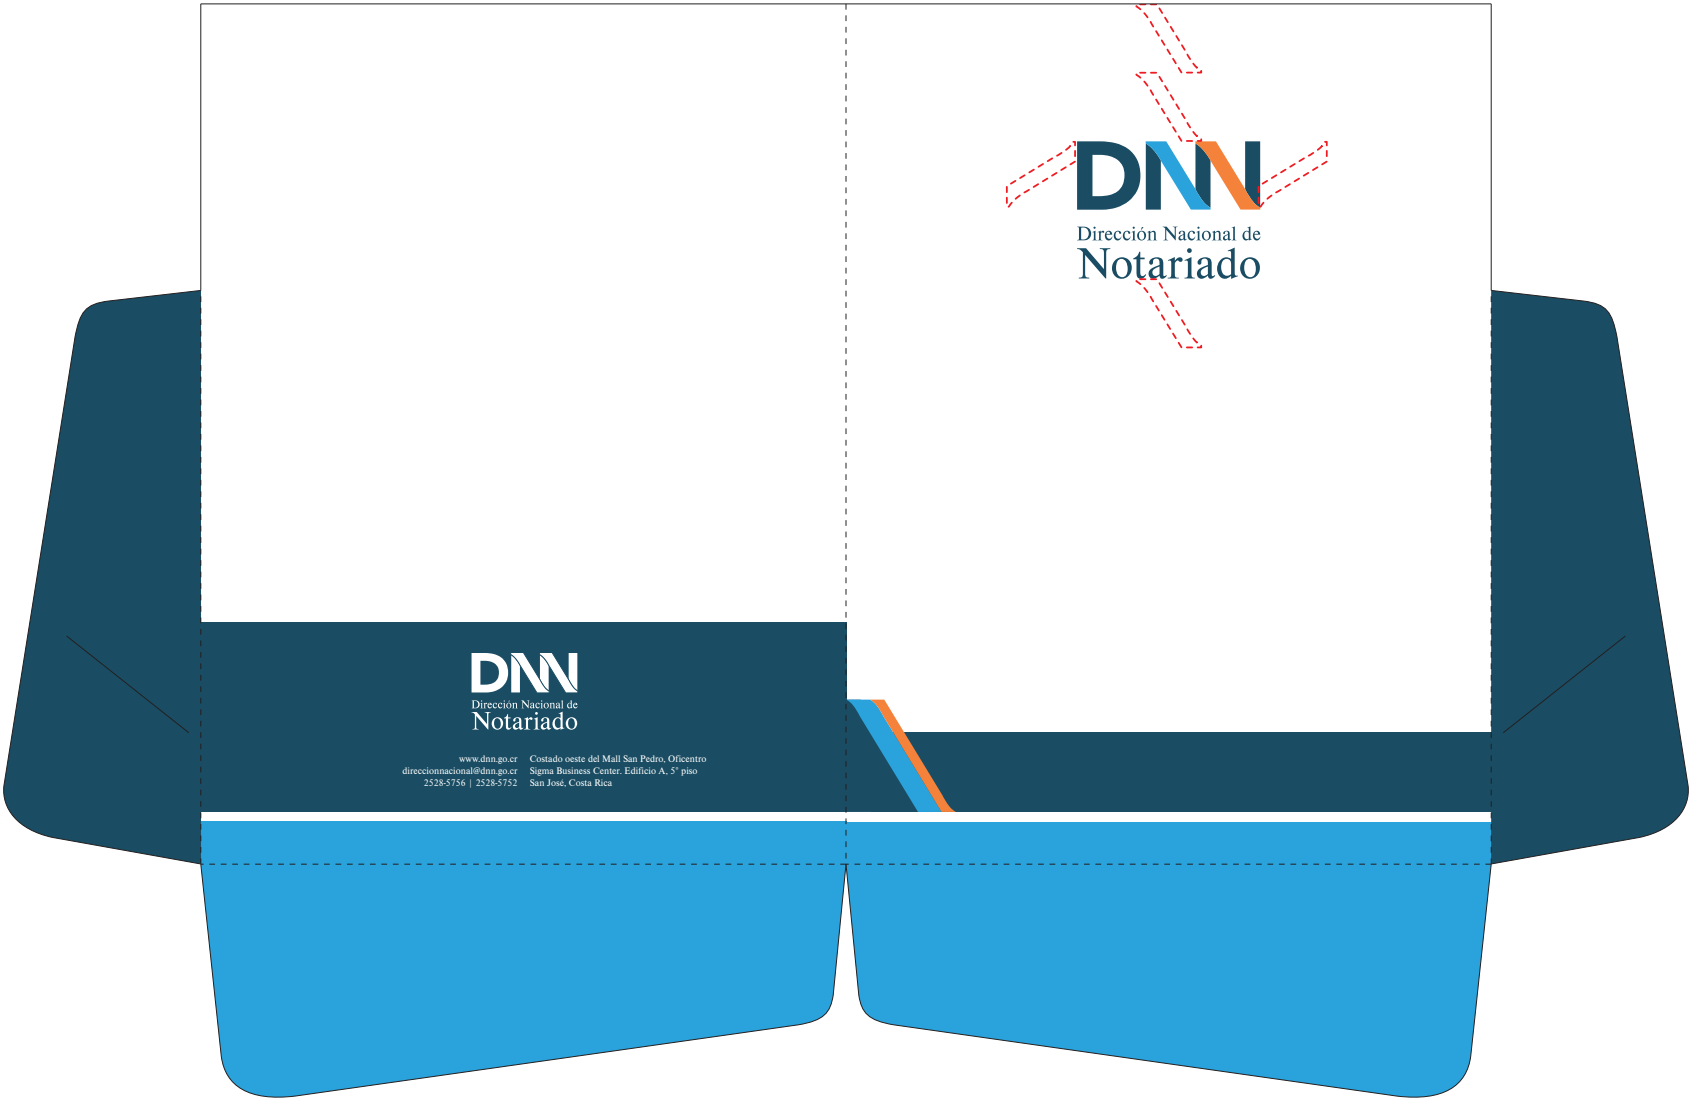 DNN
Dirección Nacional de
Notariado
DNN
Dirección Nacional de
Notariado
www.dnn.go.cr
direccionnacional@dnn.go.cr
2528-5756 | 2528-5752
Costado oeste del Mall San Pedro, Oficentro
Sigma Business Center. Edificio A, 5° piso
San José, Costa Rica